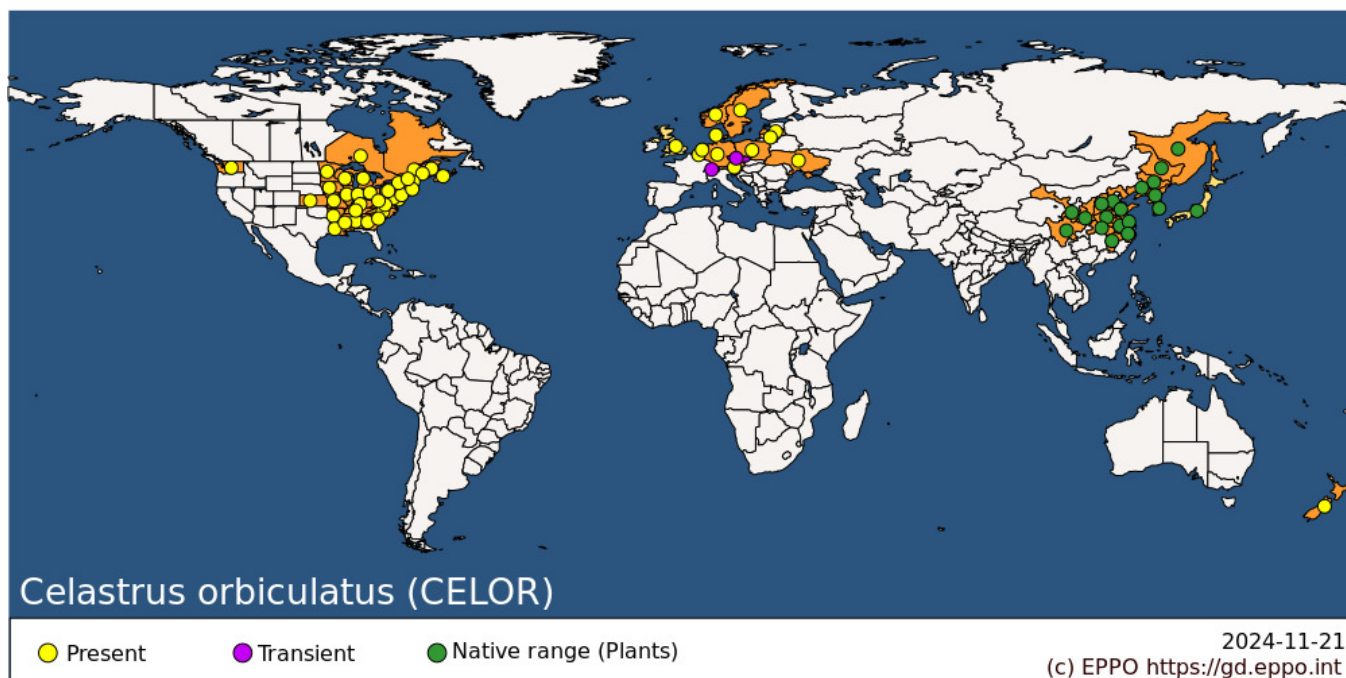 Celastrus orbiculatus (CELOR)
Present
Transient
Native range (Plants)
2024-11-21
(c) EPPO https://gd.eppo.int